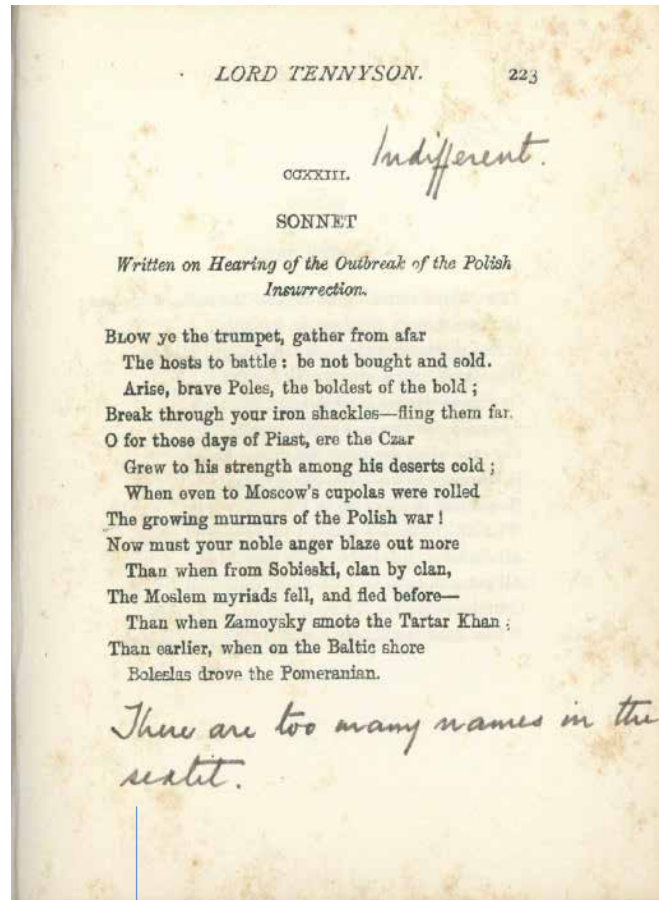 LORD TENNYSON. 223
Indifferent.
CCXXIII.
SONNET
Written on Hearing of the Outbreak of the Polish
Insurrection.
BLOW ye the trumpet, gather from afar
The hosts to battle : be not bought and sold.
Arise, brave Poles, the boldest of the bold ;
Break through your iron shackles—fling them far.
O for those days of Piast, ere the Czar
Grew to his strength among his deserts cold ;
When even to Moscow's cupolas were rolled
The growing murmurs of the Polish war !
Now must your noble anger blaze out more
Than when from Sobieski, clan by clan,
The Moslem myriads fell, and fled before—
Than when Zamoysky smote the Tartar Khan ;
Than earlier, when on the Baltic shore
Boleslas drove the Pomeranian.
There are too many names in the
sextet.